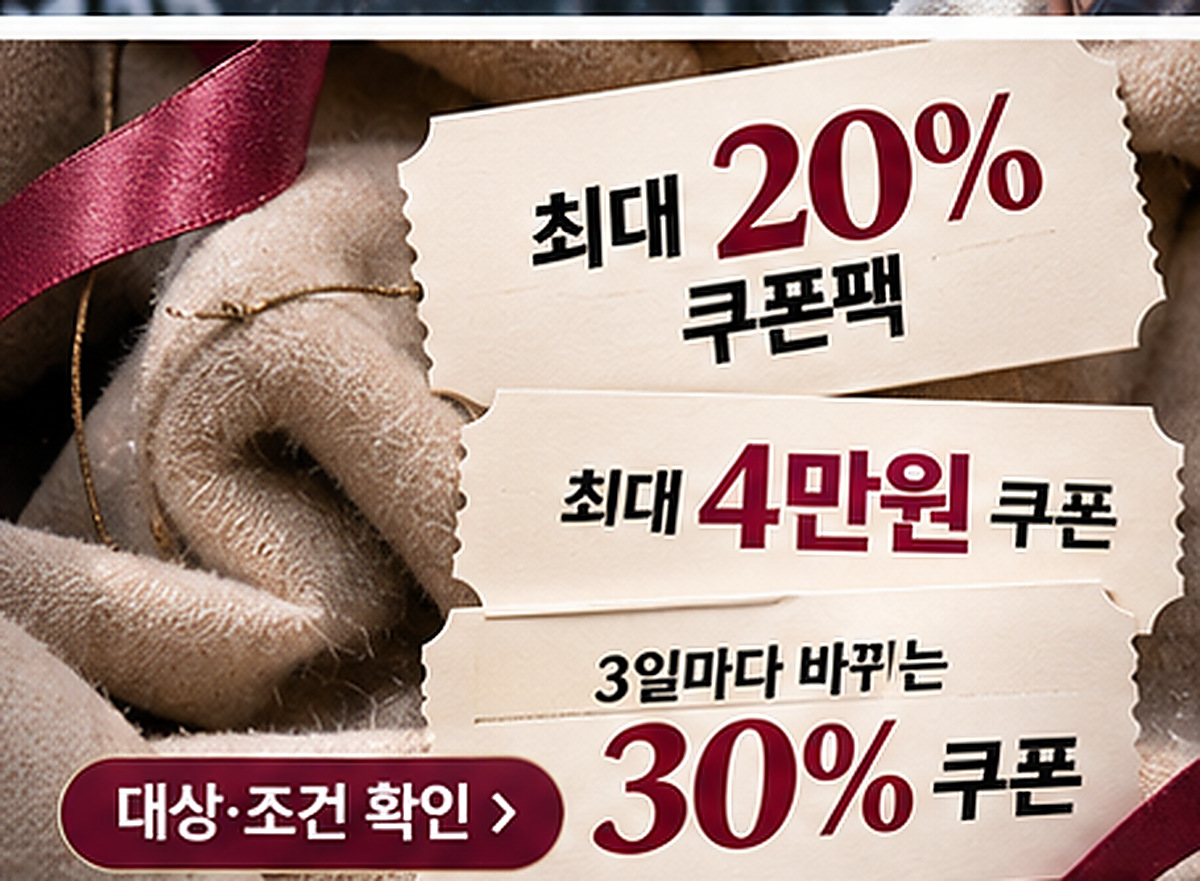 최대 20%
쿠폰팩
최대 4만원 쿠폰
3일마다 바뀌는
30% 쿠폰
대상·조건 확인 >